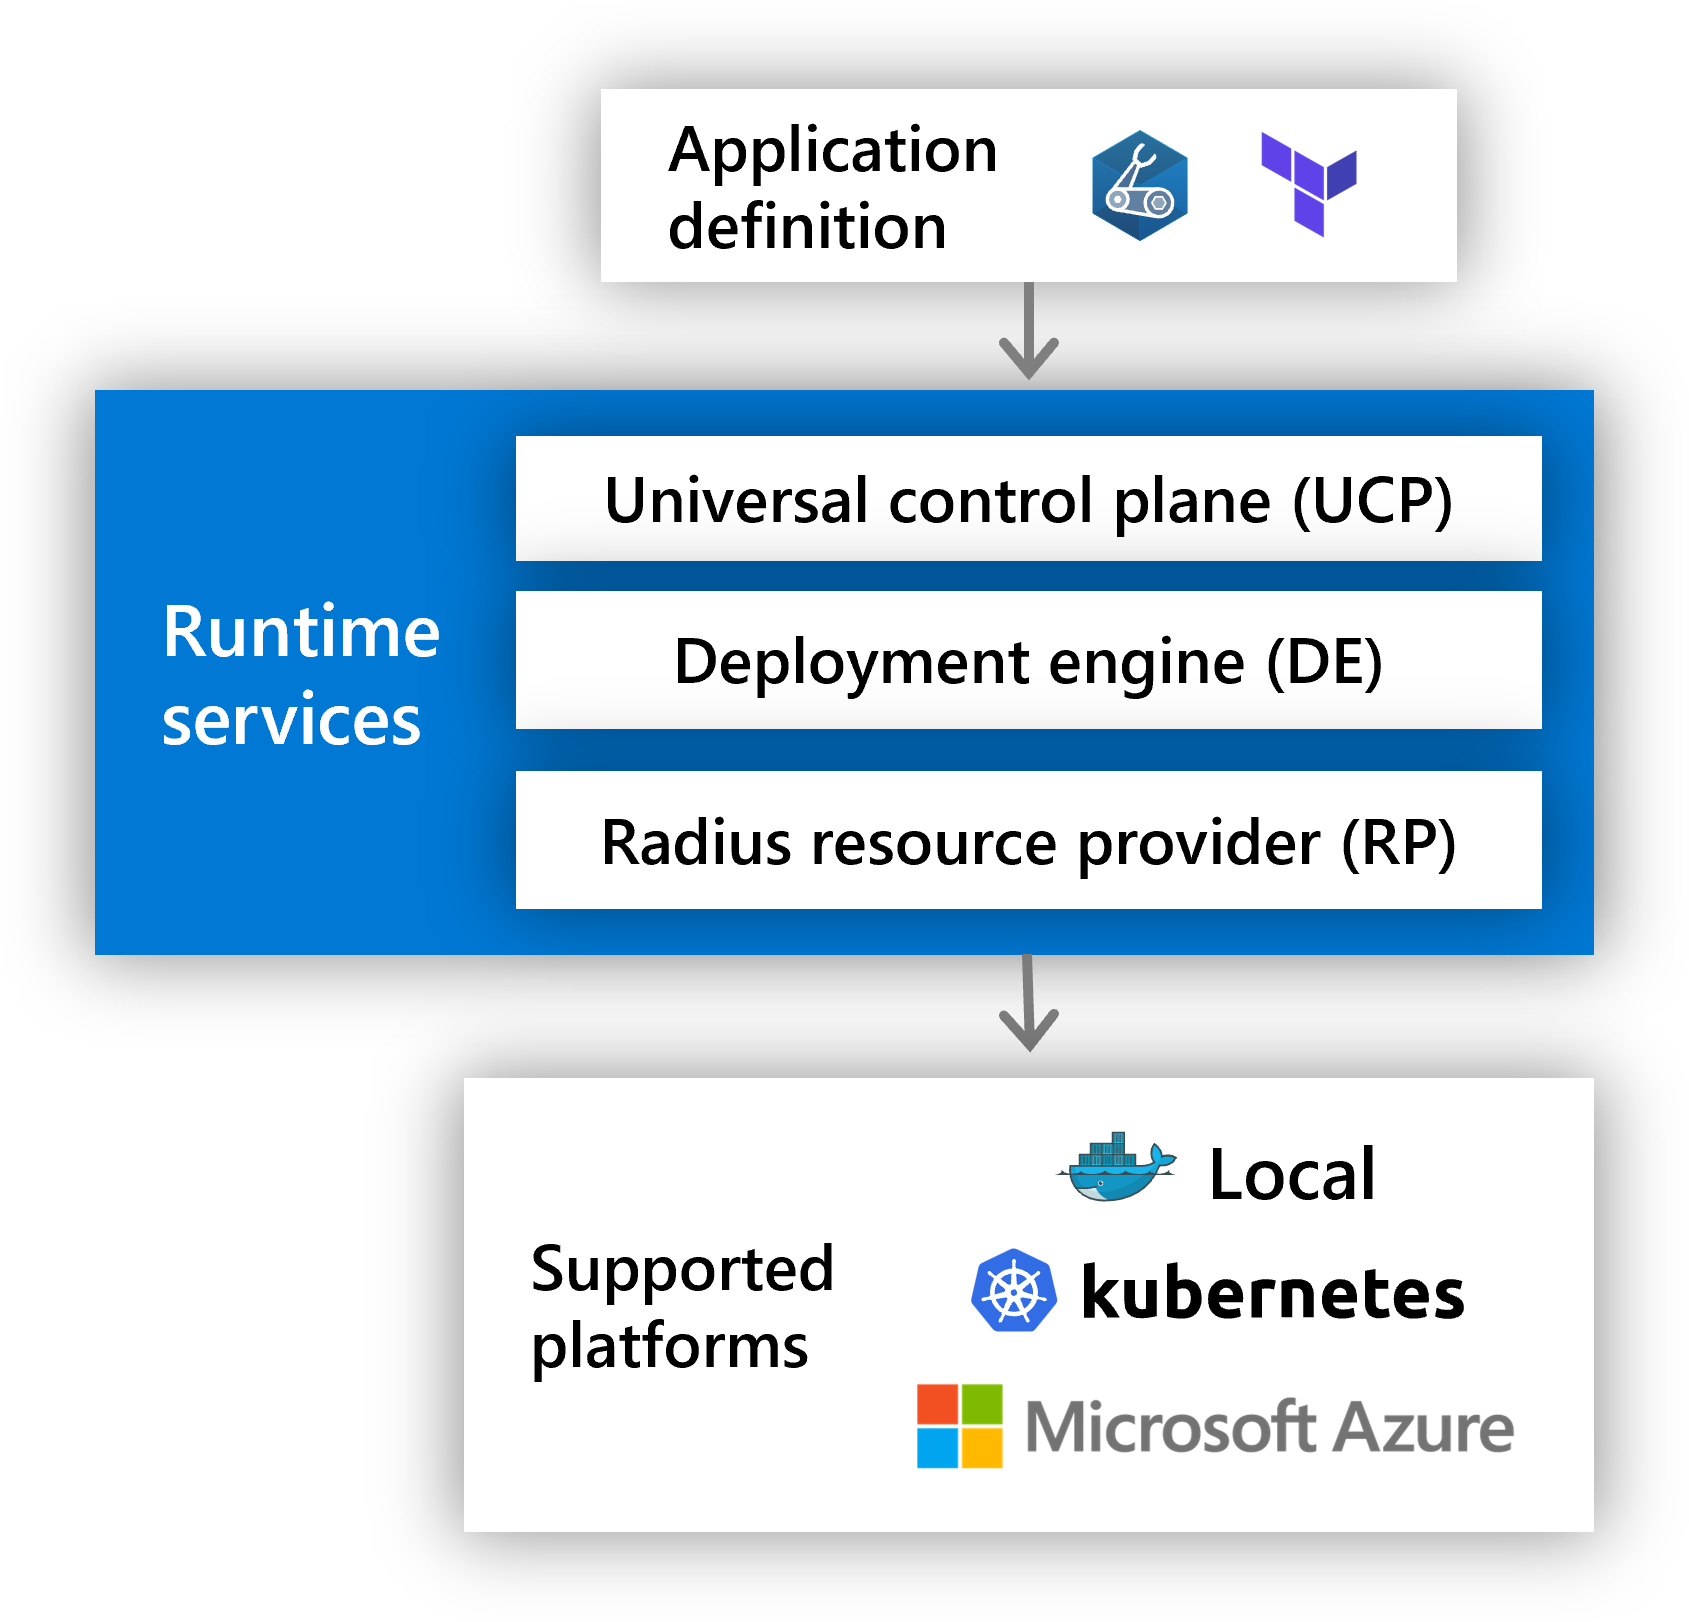 Application
definition
Universal control plane (UCP)
Runtime
services
Deployment engine (DE)
Radius resource provider (RP)
Supported
platforms
Local
kubernetes
Microsoft Azure